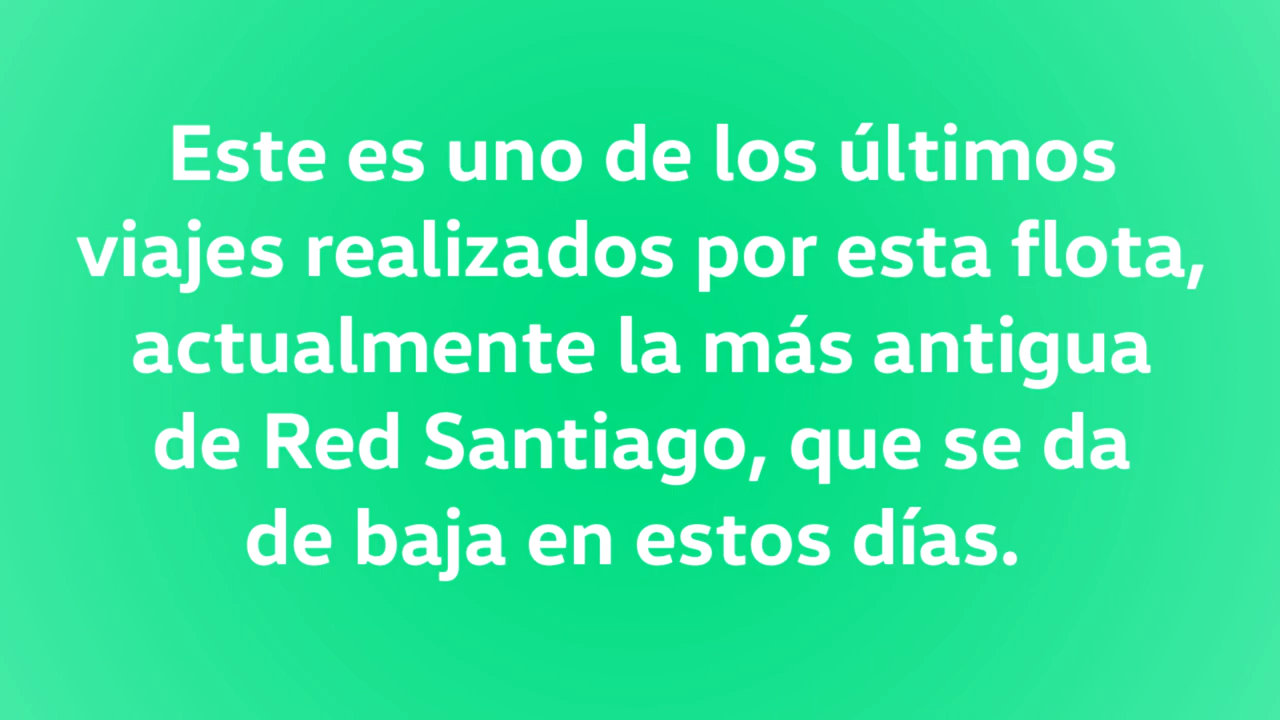 Este es uno de los últimos
viajes realizados por esta flota,
actualmente la más antigua
de Red Santiago, que se da
de baja en estos días.